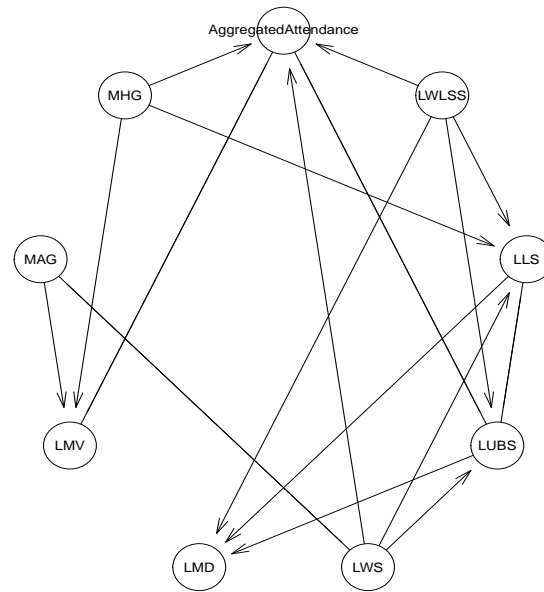 AggregatedAttendance
MHG
LWLSS
MAG
LLS
LMV
LUBS
LMD
LWS